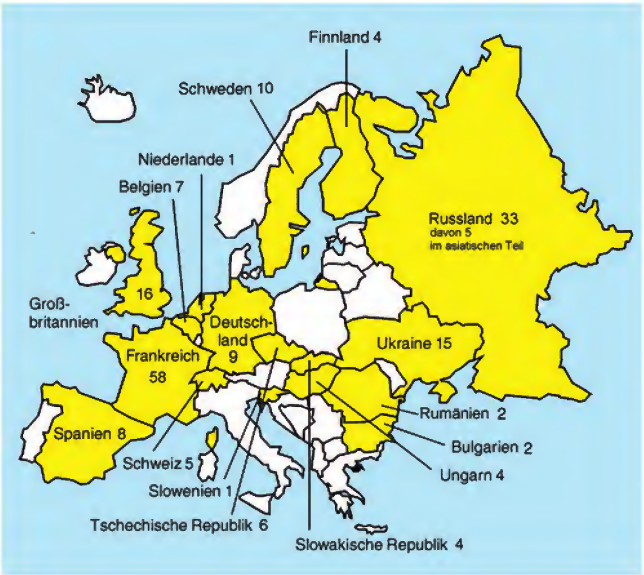 Finnland 4
Schweden 10
Niederlande 1
Belgien 7
Russland 33
davon 5
im asiatischen Teil
16
Groß-
britannien
Deutsch-
land
9
Ukraine 15
Frankreich
58
Rumänien 2
Spanien 8
Bulgarien 2
Schweiz 5
Ungarn 4
Slowenien 1
Tschechische Republik 6
Slowakische Republik 4